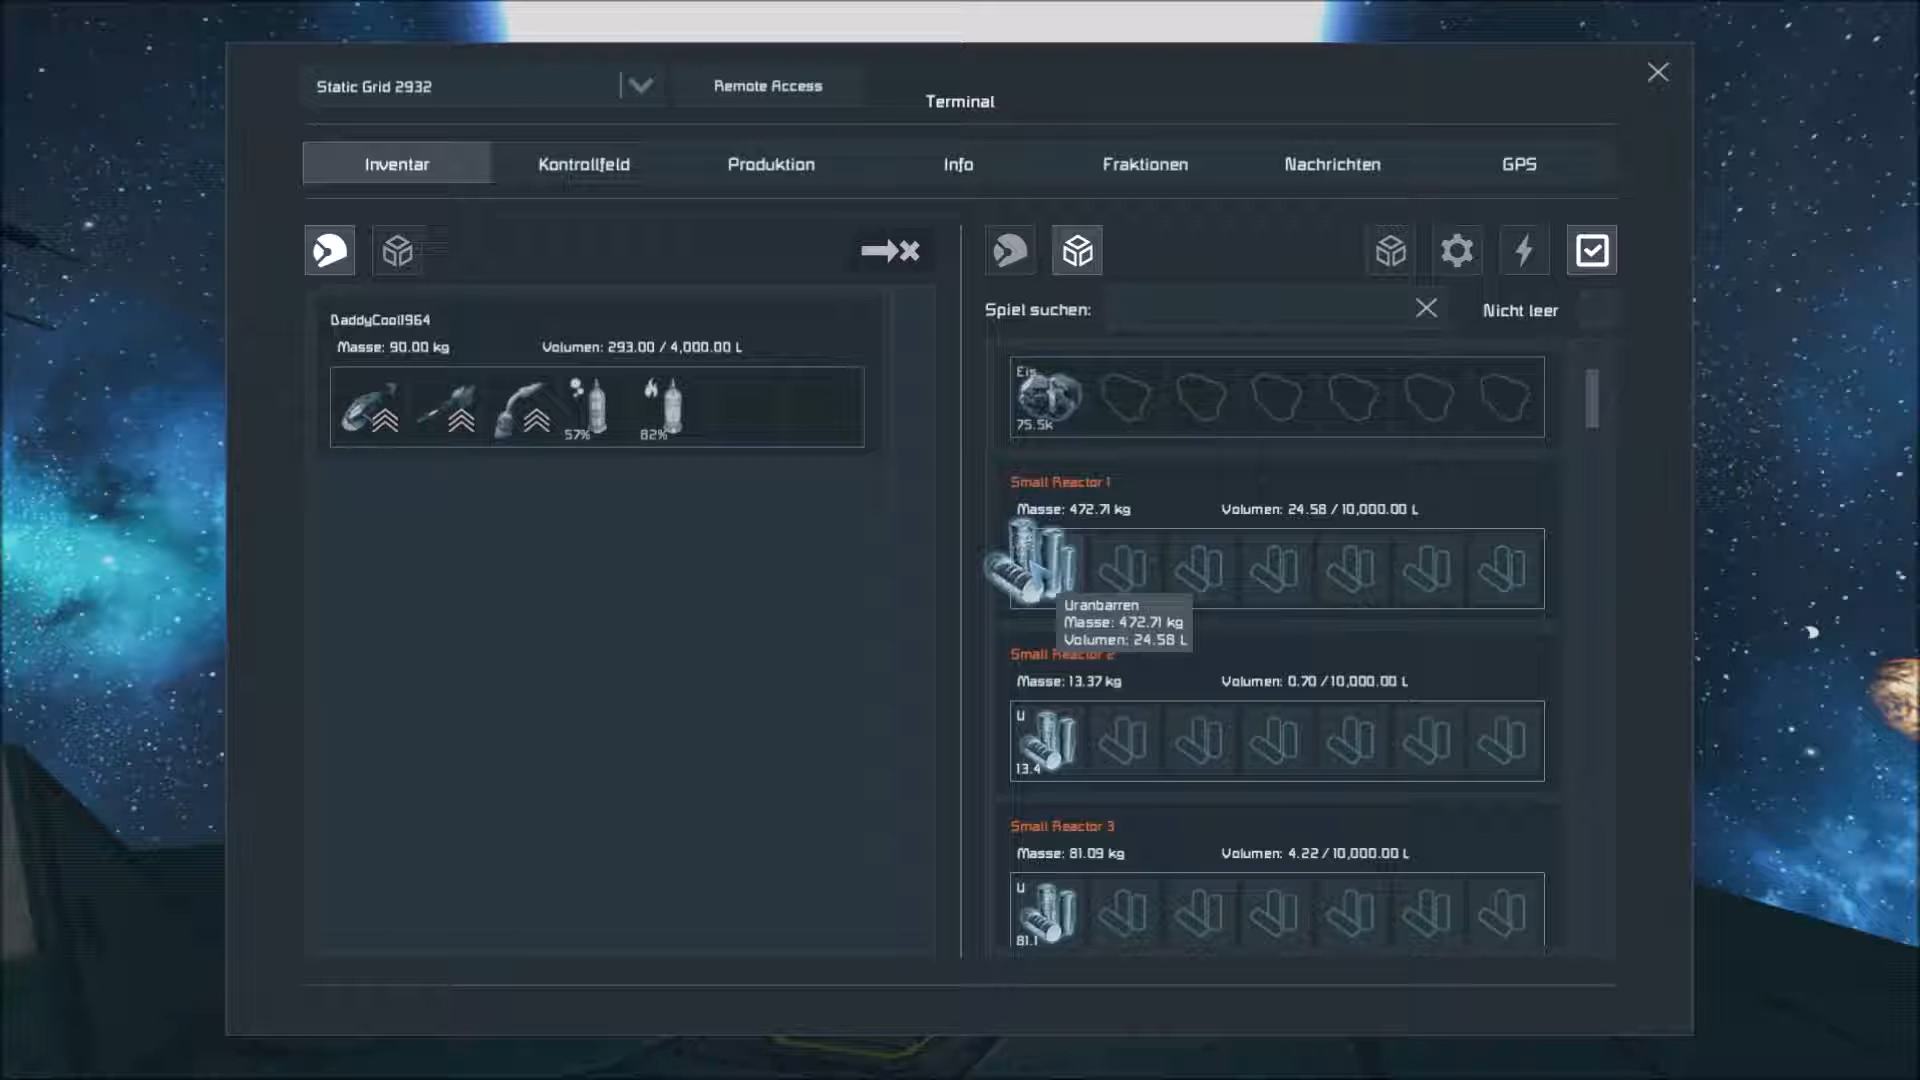 Static Grid 2932
Remote Access
Terminal
Inventar
Kontrollfeld
Produktion
Info
Fraktionen
Nachrichten
GPS
Spiel suchen:
Nicht leer
DaddyCool1964
Masse: 90.00 kg
Volumen: 293.00 / 4,000.00 L
57%
82%
Eis
75.5k
Small Reactor 1
Masse: 472.71 kg
Volumen: 24.58 / 10,000.00 L
Uranbarren
Masse: 472.71 kg
Volumen: 24.58 L
Small Reactor 2
Masse: 13.37 kg
Volumen: 0.70 / 10,000.00 L
U
13.4
Small Reactor 3
Masse: 81.09 kg
Volumen: 4.22 / 10,000.00 L
U
81.1